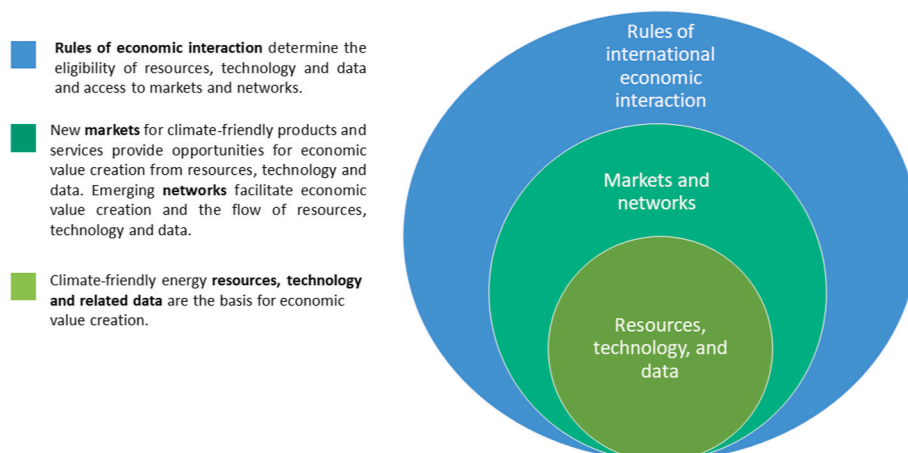 Rules of economic interaction determine the
eligibility of resources, technology and data
and access to markets and networks.
New markets for climate-friendly products and
services provide opportunities for economic
value creation from resources, technology and
data. Emerging networks facilitate economic
value creation and the flow of resources,
technology and data.
Climate-friendly energy resources, technology
and related data are the basis for economic
value creation.
Rules of
international
economic
interaction
Markets and
networks
Resources,
technology, and
data